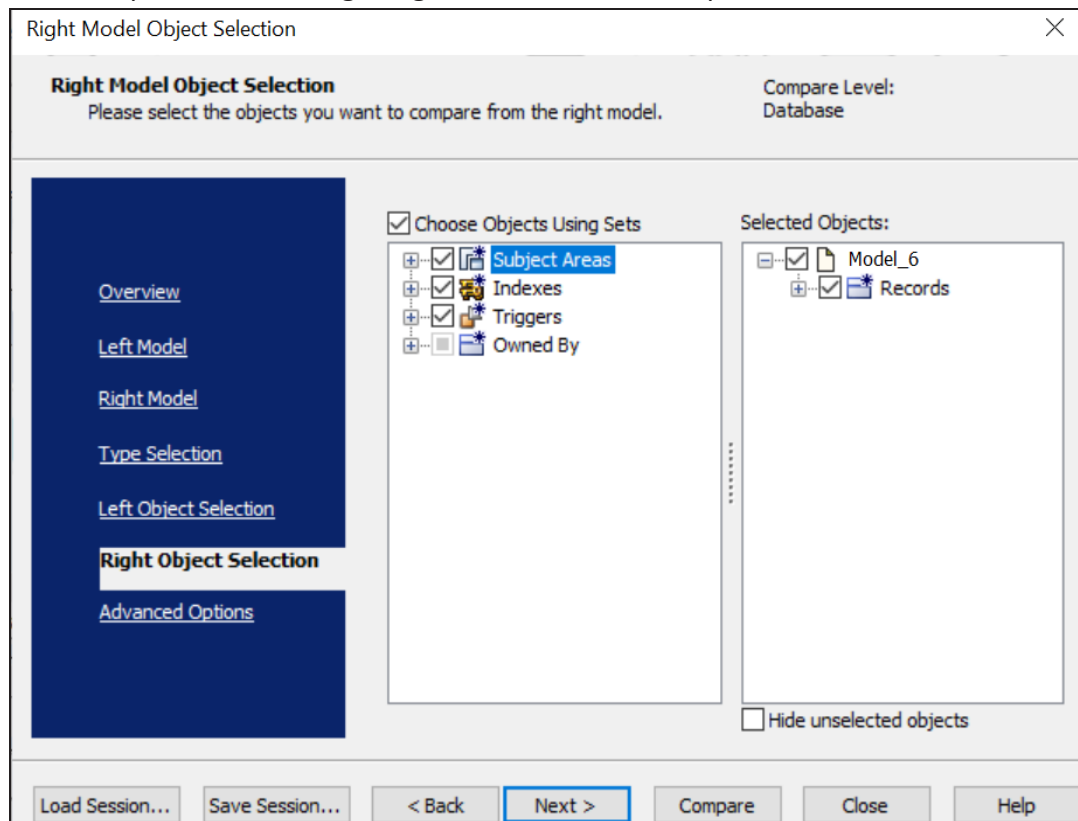 Right Model Object Selection
Right Model Object Selection
Please select the objects you want to compare from the right model.
Compare Level:
Database
Overview
Left Model
Right Model
Type Selection
Left Object Selection
Right Object Selection
Advanced Options
Choose Objects Using Sets
Subject Areas
Indexes
Triggers
Owned By
Selected Objects:
Model_6
Records
Hide unselected objects
Load Session...
Save Session...
< Back
Next >
Compare
Close
Help